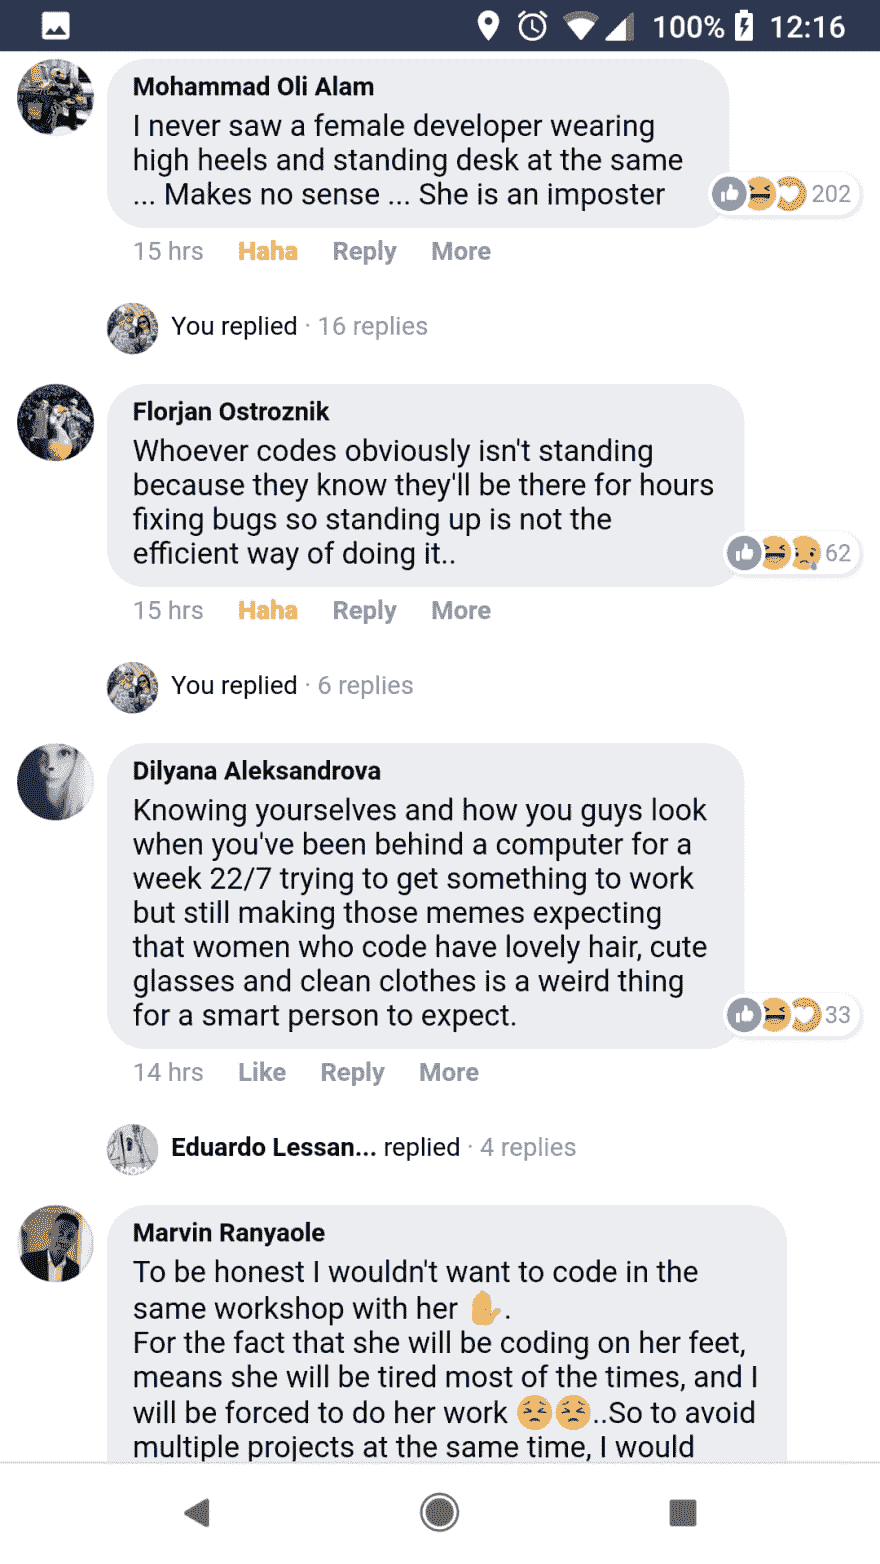 100% 12:16
Mohammad Oli Alam
I never saw a female developer wearing
high heels and standing desk at the same
... Makes no sense ... She is an imposter
202
15 hrs Haha Reply More
You replied · 16 replies
Florjan Ostroznik
Whoever codes obviously isn't standing
because they know they'll be there for hours
fixing bugs so standing up is not the
efficient way of doing it..
62
15 hrs Haha Reply More
You replied · 6 replies
Dilyana Aleksandrova
Knowing yourselves and how you guys look
when you've been behind a computer for a
week 22/7 trying to get something to work
but still making those memes expecting
that women who code have lovely hair, cute
glasses and clean clothes is a weird thing
for a smart person to expect.
33
14 hrs Like Reply More
Eduardo Lessan... replied · 4 replies
Marvin Ranyaole
To be honest I wouldn't want to code in the
same workshop with her ✋.
For the fact that she will be coding on her feet,
means she will be tired most of the times, and I
will be forced to do her work 😣😣..So to avoid
multiple projects at the same time, I would